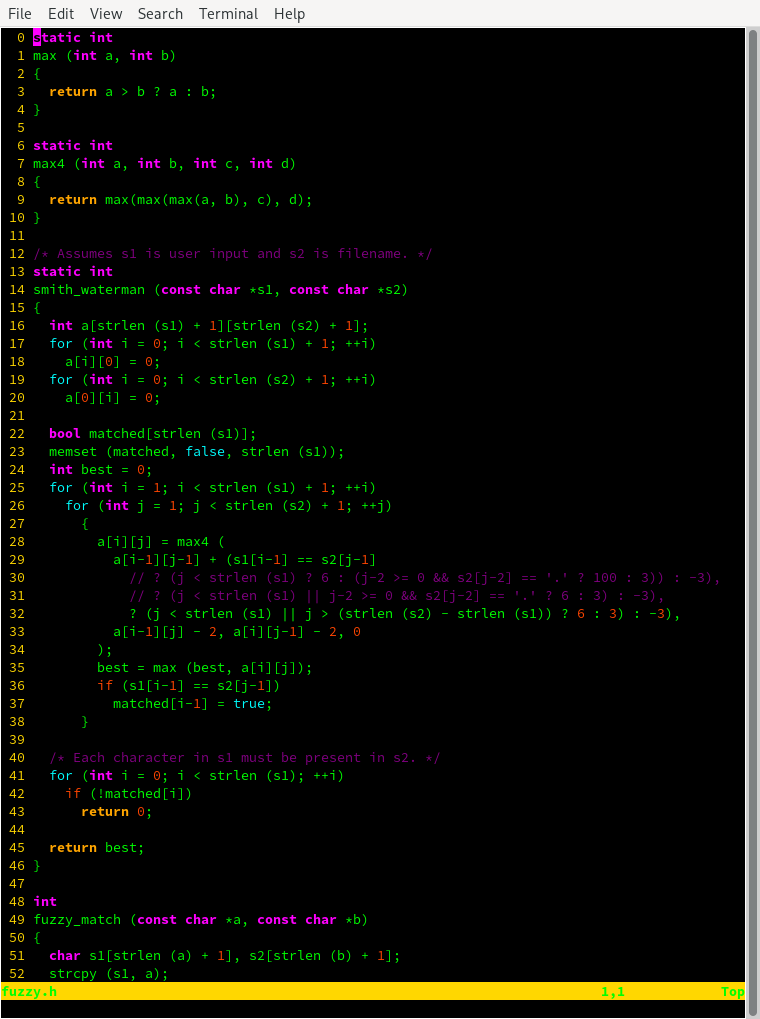 File Edit View Search Terminal Help
0 static int
1 max (int a, int b)
2 {
3   return a > b ? a : b;
4 }
5
6 static int
7 max4 (int a, int b, int c, int d)
8 {
9   return max(max(max(a, b), c), d);
10 }
11
12 /* Assumes s1 is user input and s2 is filename. */
13 static int
14 smith_waterman (const char *s1, const char *s2)
15 {
16   int a[strlen (s1) + 1][strlen (s2) + 1];
17   for (int i = 0; i < strlen (s1) + 1; ++i)
18     a[i][0] = 0;
19   for (int i = 0; i < strlen (s2) + 1; ++i)
20     a[0][i] = 0;
21
22   bool matched[strlen (s1)];
23   memset (matched, false, strlen (s1));
24   int best = 0;
25   for (int i = 1; i < strlen (s1) + 1; ++i)
26     for (int j = 1; j < strlen (s2) + 1; ++j)
27       {
28         a[i][j] = max4 (
29           a[i-1][j-1] + (s1[i-1] == s2[j-1]
30             // ? (j < strlen (s1) ? 6 : (j-2 >= 0 && s2[j-2] == '.' ? 100 : 3)) : -3),
31             // ? (j < strlen (s1) || j-2 >= 0 && s2[j-2] == '.' ? 6 : 3) : -3),
32             ? (j < strlen (s1) || j > (strlen (s2) - strlen (s1)) ? 6 : 3) : -3),
33           a[i-1][j] - 2, a[i][j-1] - 2, 0
34         );
35         best = max (best, a[i][j]);
36         if (s1[i-1] == s2[j-1])
37           matched[i-1] = true;
38       }
39
40   /* Each character in s1 must be present in s2. */
41   for (int i = 0; i < strlen (s1); ++i)
42     if (!matched[i])
43       return 0;
44
45   return best;
46 }
47
48 int
49 fuzzy_match (const char *a, const char *b)
50 {
51   char s1[strlen (a) + 1], s2[strlen (b) + 1];
52   strcpy (s1, a);
fuzzy.h 1,1 Top